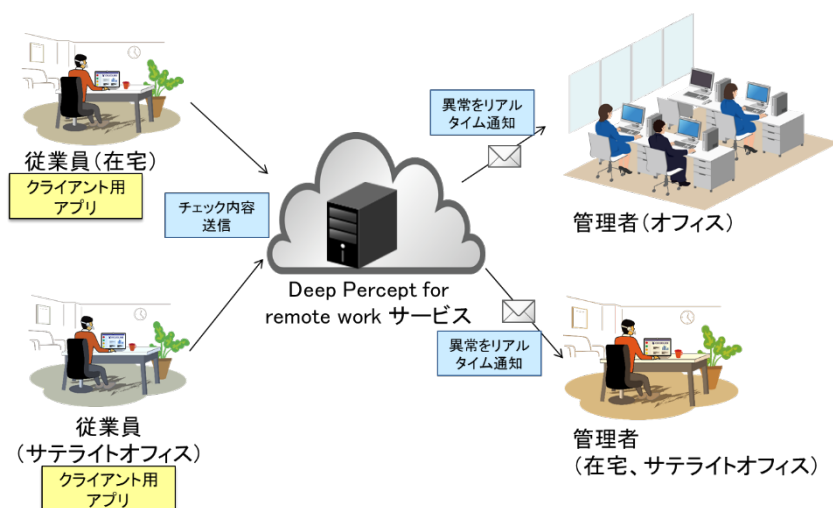 従業員(在宅)
クライアント用
アプリ
チェック内容
送信
従業員
(サテライトオフィス)
クライアント用
アプリ
Deep Percept for
remote work サービス
異常をリアル
タイム通知
管理者(オフィス)
異常をリアル
タイム通知
管理者
(在宅、サテライトオフィス)